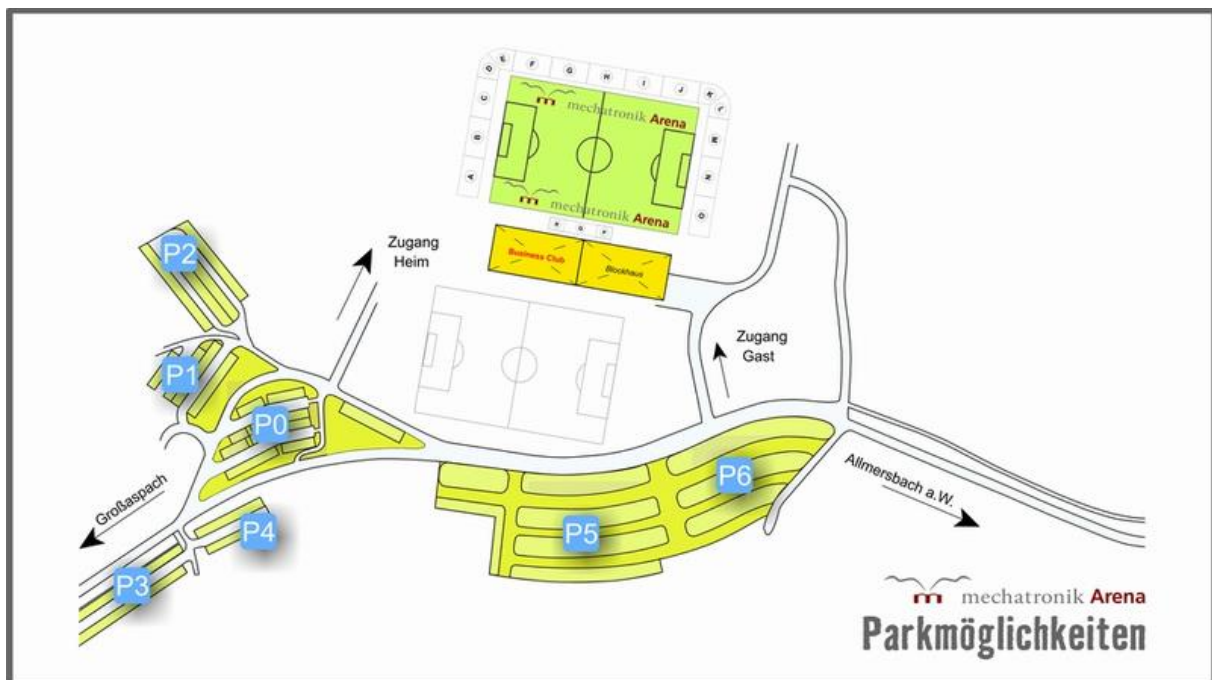 D
E
F
G
H
I
J
K
L
C
B
A
M
N
O
mechatronik Arena
mechatronik Arena
R
Q
P
Business Club
Blockhaus
Zugang
Heim
Zugang
Gast
P2
P1
P0
P6
P5
P4
P3
Großaspach
Allmersbach a.W.
mechatronik Arena
Parkmöglichkeiten